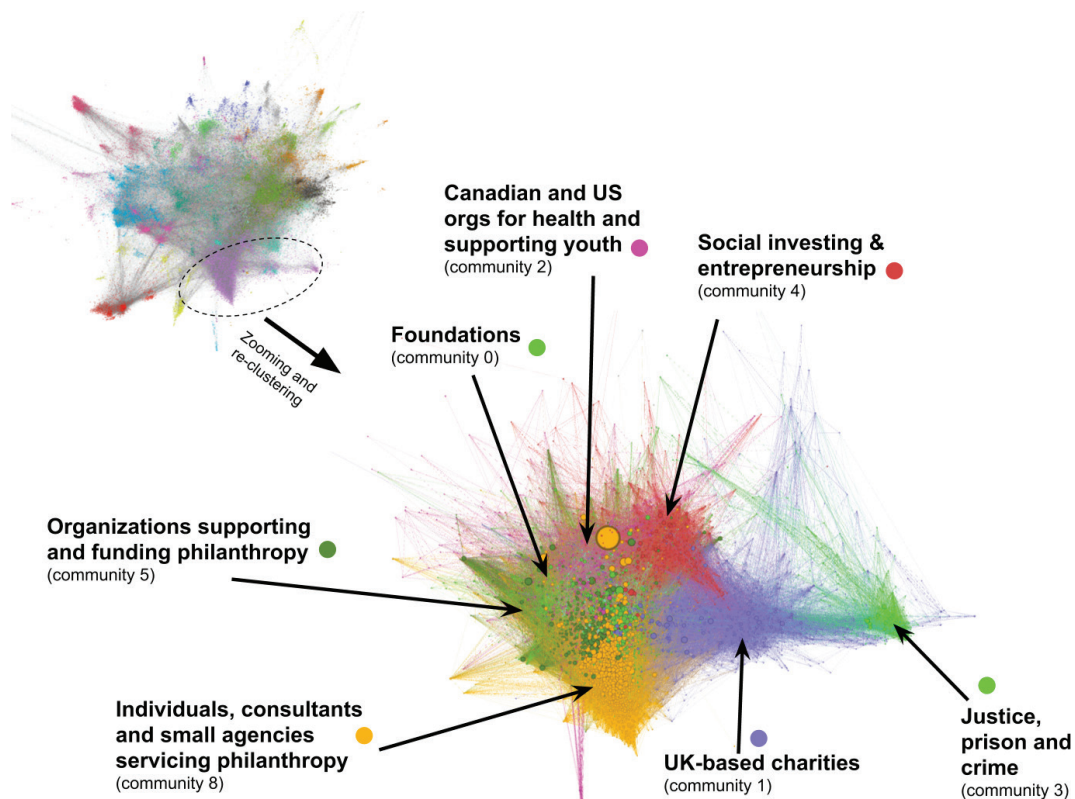 Canadian and US
orgs for health and
supporting youth
(community 2)
Social investing &
entrepreneurship
(community 4)
Foundations
(community 0)
Zooming and
re-clustering
Organizations supporting
and funding philanthropy
(community 5)
Individuals, consultants
and small agencies
servicing philanthropy
(community 8)
UK-based charities
(community 1)
Justice,
prison and
crime
(community 3)